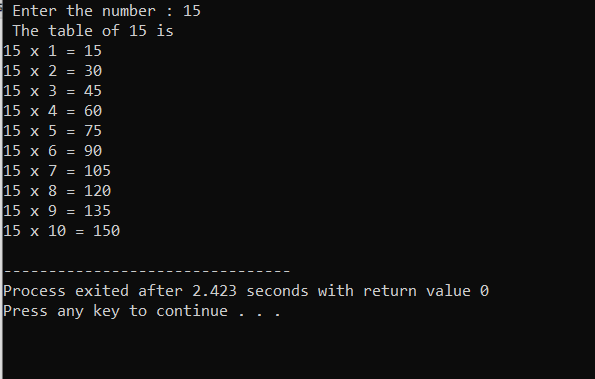 Enter the number : 15
The table of 15 is
15 x 1 = 15
15 x 2 = 30
15 x 3 = 45
15 x 4 = 60
15 x 5 = 75
15 x 6 = 90
15 x 7 = 105
15 x 8 = 120
15 x 9 = 135
15 x 10 = 150
--------------------------------
Process exited after 2.423 seconds with return value 0
Press any key to continue . . .